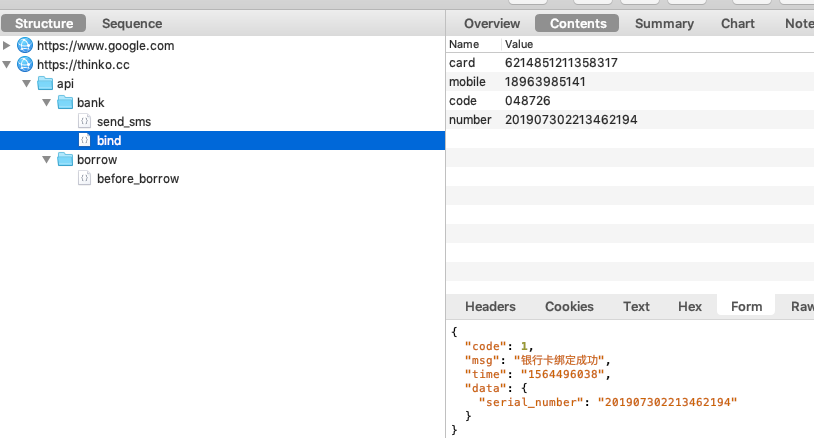 Structure
Sequence
https://www.google.com
https://thinko.cc
api
bank
send_sms
bind
borrow
before_borrow
Overview Contents Summary Chart Note
Name Value
card 6214851211358317
mobile 18963985141
code 048726
number 201907302213462194
Headers Cookies Text Hex Form Raw
{
"code": 1,
"msg": "银行卡绑定成功",
"time": "1564496038",
"data": {
"serial_number": "201907302213462194"
}
}